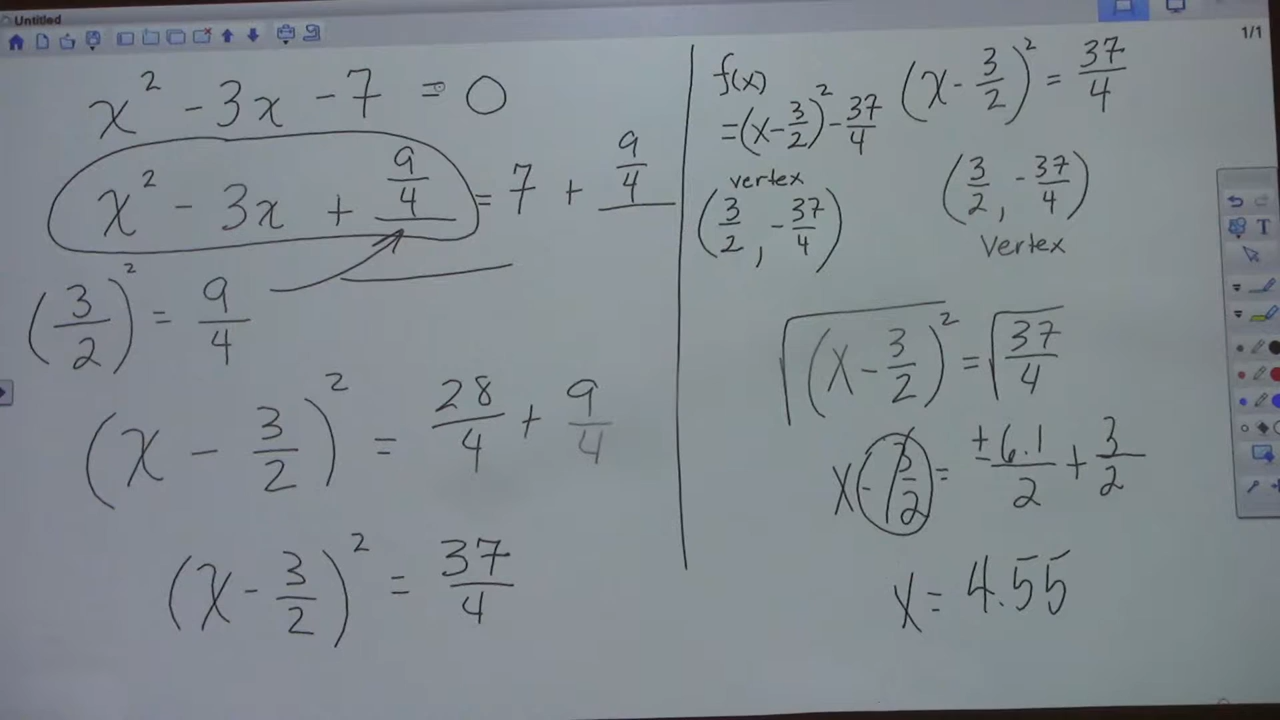 Untitled
1/1
x² - 3x - 7 = 0
x² - 3x + 9/4 = 7 + 9/4
(3/2)² = 9/4
(x - 3/2)² = 28/4 + 9/4
(x - 3/2)² = 37/4
f(x)
= (x - 3/2)² - 37/4
vertex
(3/2, -37/4)
(x - 3/2)² = 37/4
(3/2, -37/4)
Vertex
√(x - 3/2)² = √37/4
x - 3/2 = ±6.1/2 + 3/2
x = 4.55
T